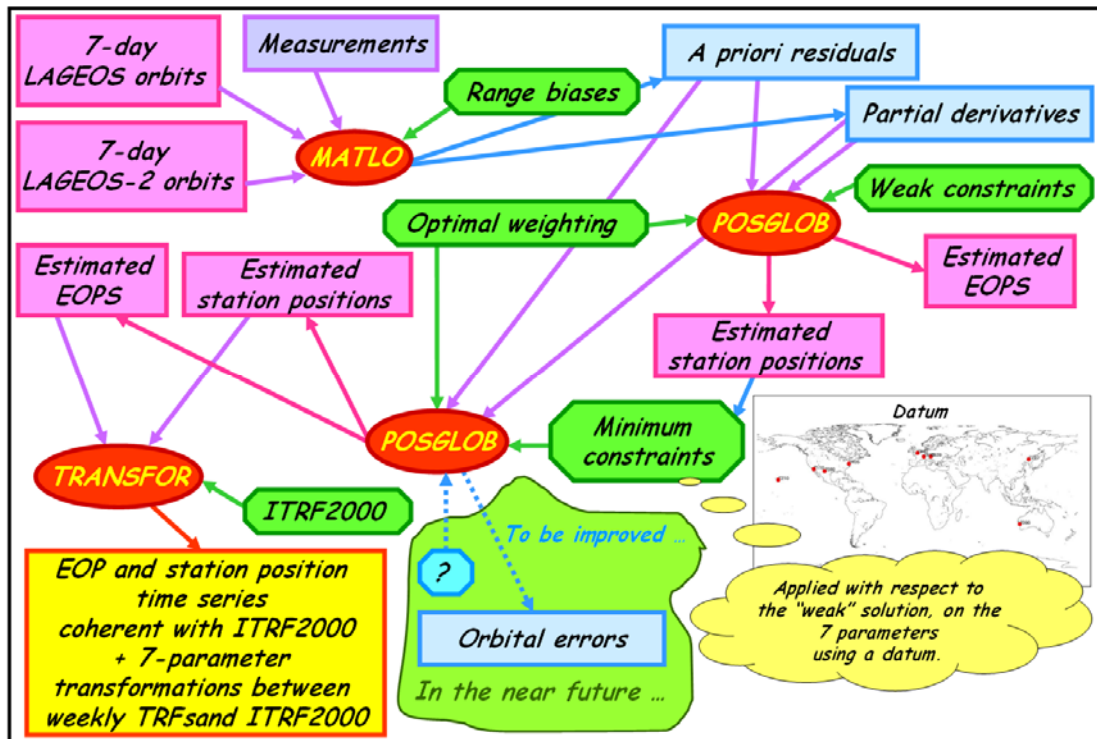 7-day
LAGEOS orbits
Measurements
A priori residuals
Range biases
Partial derivatives
MATLO
7-day
LAGEOS-2 orbits
Weak constraints
Optimal weighting
POSGLOB
Estimated
EOPS
Estimated
station positions
Estimated
EOPS
Estimated
station positions
Datum
POSGLOB
Minimum
constraints
TRANSFOR
ITRF2000
To be improved …
?
EOP and station position
time series
coherent with ITRF2000
+ 7-parameter
transformations between
weekly TRFsand ITRF2000
Orbital errors
In the near future …
Applied with respect to
the "weak" solution, on the
7 parameters
using a datum.